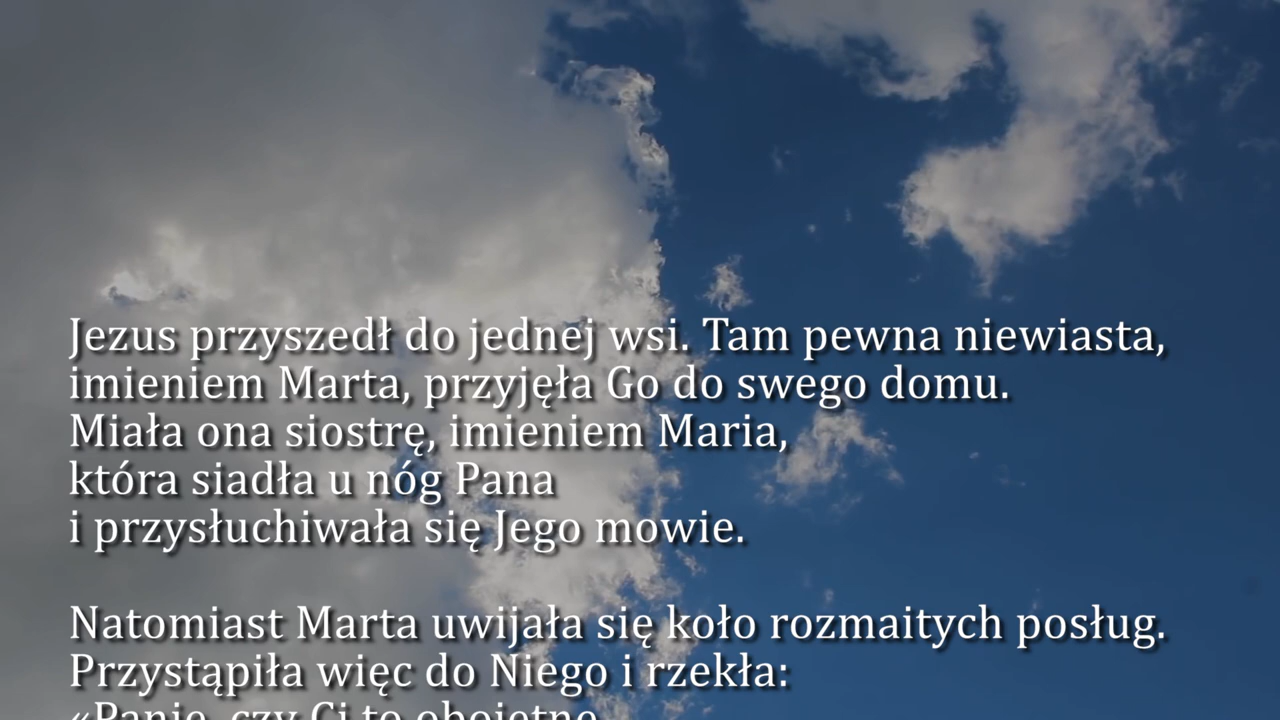 Jezus przyszedł do jednej wsi. Tam pewna niewiasta,
imieniem Marta, przyjęła Go do swego domu.
Miała ona siostrę, imieniem Maria,
która siadła u nóg Pana
i przysłuchiwała się Jego mowie.
Natomiast Marta uwijała się koło rozmaitych posług.
Przystąpiła więc do Niego i rzekła:
«Panie, czy Ci to obojętne,